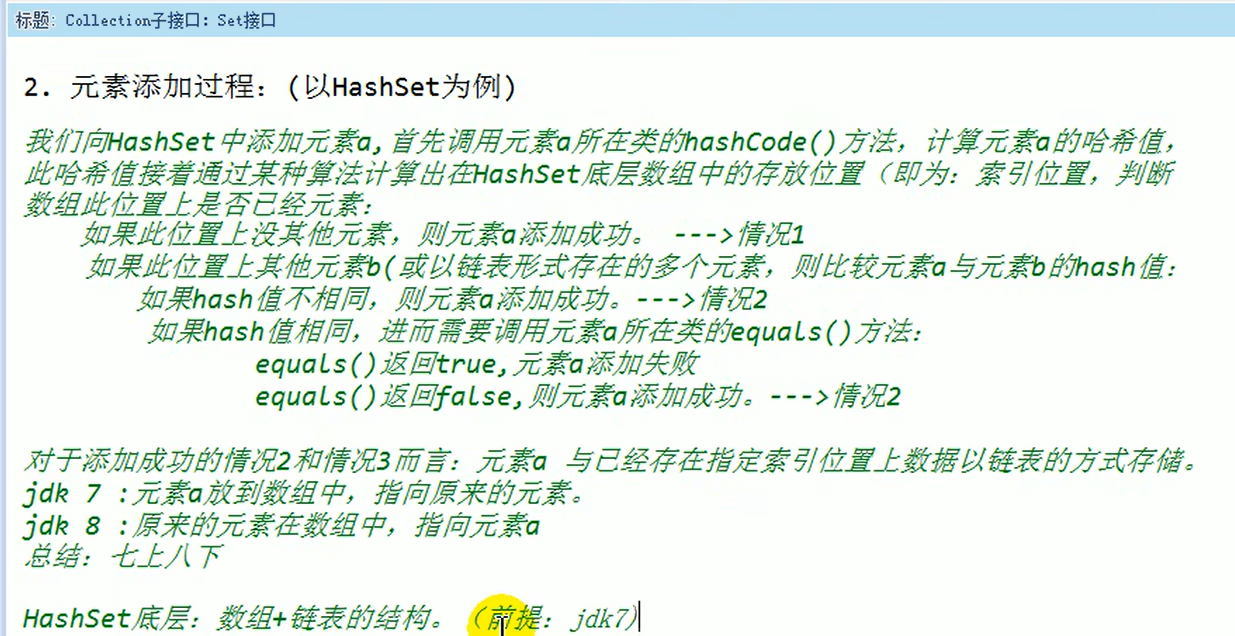 标题: Collection子接口: Set接口
2. 元素添加过程: (以HashSet为例)
我们向HashSet中添加元素a,首先调用元素a所在类的hashCode()方法，计算元素a的哈希值，
此哈希值接着通过某种算法计算出在HashSet底层数组中的存放位置（即为: 索引位置，判断
数组此位置上是否已经元素:
如果此位置上没其他元素，则元素a添加成功。 --->情况1
如果此位置上其他元素b(或以链表形式存在的多个元素，则比较元素a与元素b的hash值:
如果hash值不相同，则元素a添加成功。--->情况2
如果hash值相同，进而需要调用元素a所在类的equals()方法:
equals()返回true,元素a添加失败
equals()返回false,则元素a添加成功。--->情况2
对于添加成功的情况2和情况3而言: 元素a 与已经存在指定索引位置上数据以链表的方式存储。
jdk 7 :元素a放到数组中，指向原来的元素。
jdk 8 :原来的元素在数组中，指向元素a
总结: 七上八下
HashSet底层: 数组+链表的结构。（前提: jdk7)